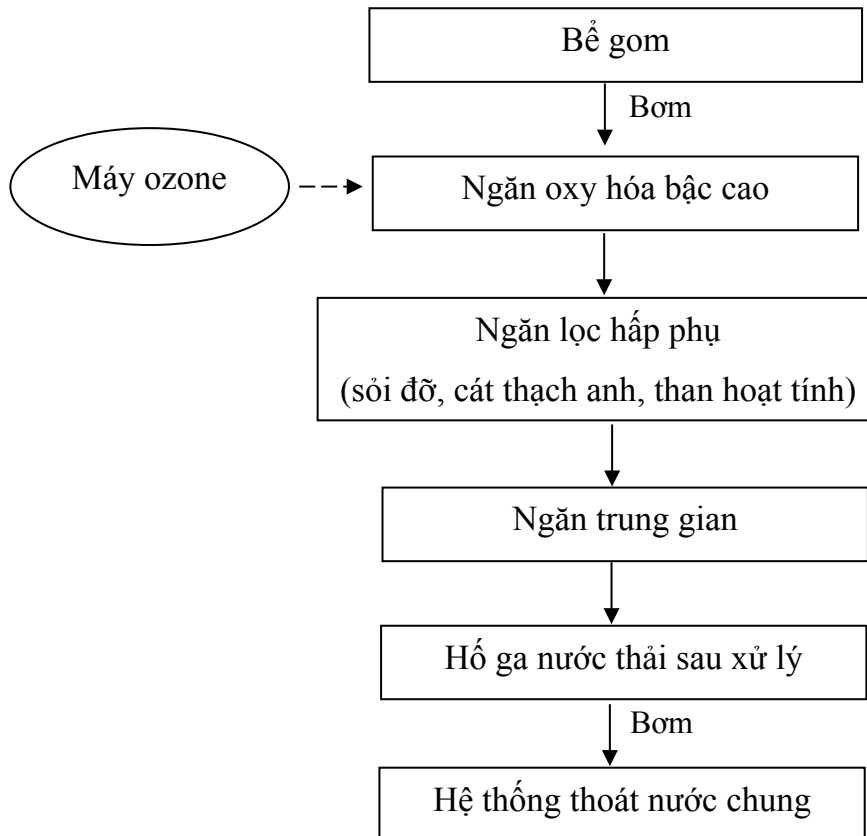 Bể gom
Bơm
Máy ozone
Ngăn oxy hóa bậc cao
Ngăn lọc hấp phụ
(sỏi đỡ, cát thạch anh, than hoạt tính)
Ngăn trung gian
Hố ga nước thải sau xử lý
Bơm
Hệ thống thoát nước chung